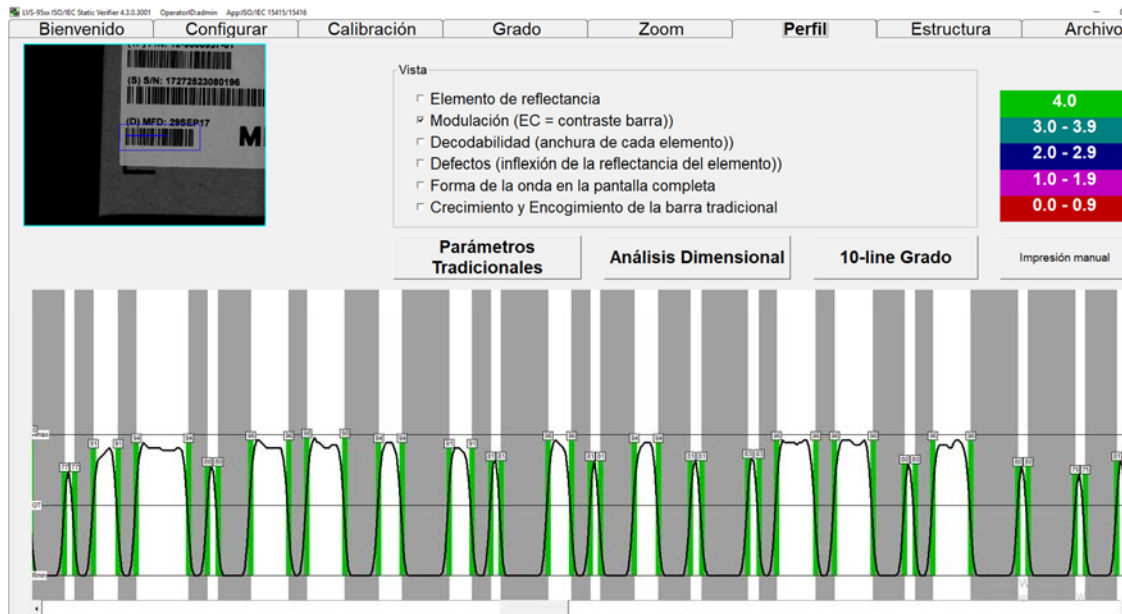 LVS-95xx ISO/IEC Static Verifier 4.3.0.3001 OperatorID:admin App:ISO/IEC 15415/15416
Bienvenido Configurar Calibración Grado Zoom Perfil Estructura Archivo
(S) S/N: 17272523080196
(D) MFD: 29SEP17
Vista
Elemento de reflectancia
Modulación (EC = contraste barra))
Decodabilidad (anchura de cada elemento))
Defectos (inflexión de la reflectancia del elemento))
Forma de la onda en la pantalla completa
Crecimiento y Encogimiento de la barra tradicional
4.0
3.0 - 3.9
2.0 - 2.9
1.0 - 1.9
0.0 - 0.9
Parámetros
Tradicionales
Análisis Dimensional
10-line Grado
Impresión manual
GT
Rmin